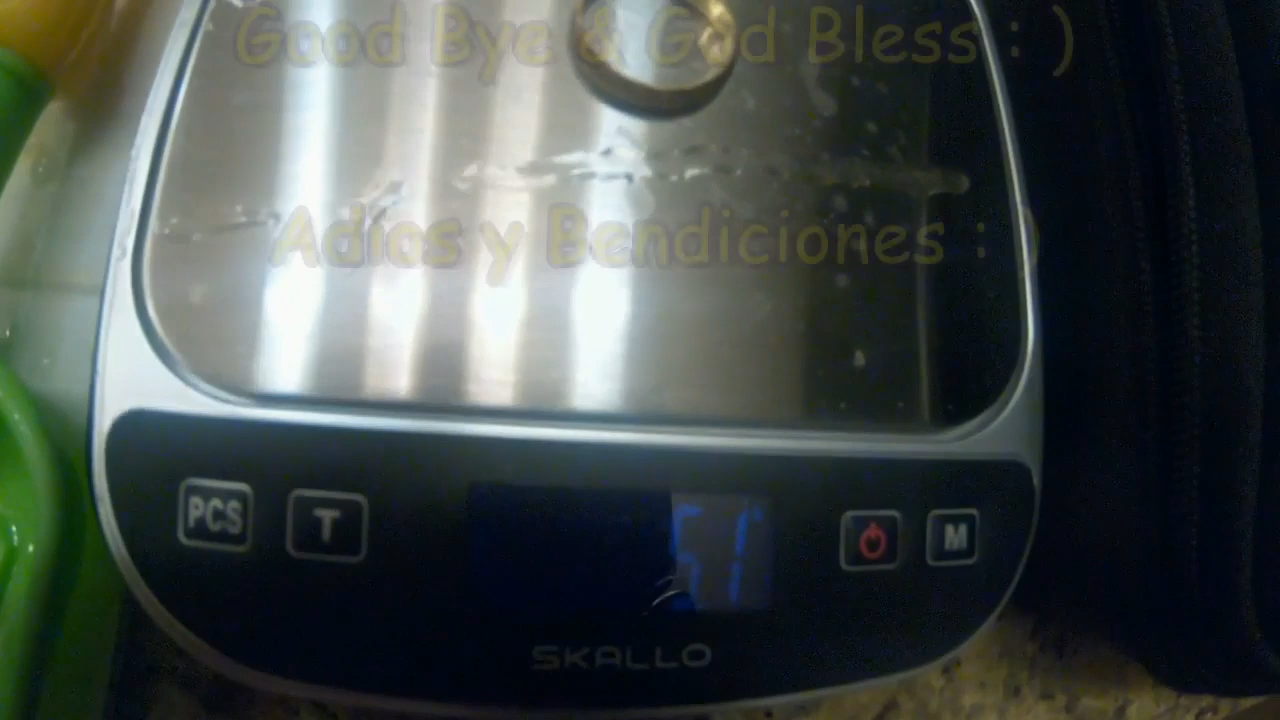 Good Bye & God Bless : )
Adios y Bendiciones : )
PCS
T
M
SKALLO